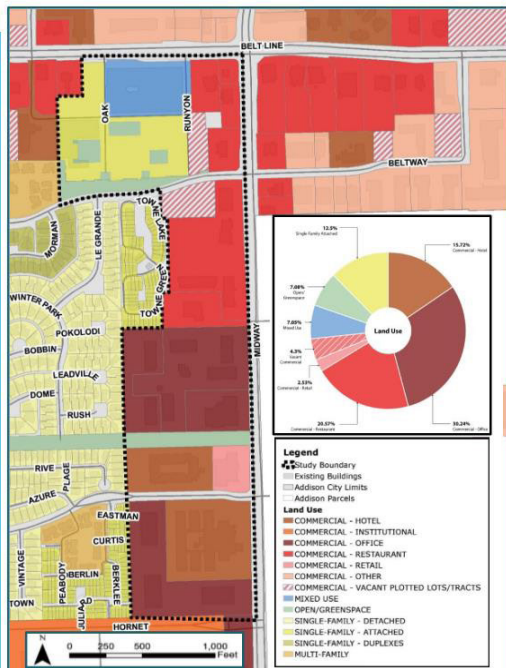 BELT LINE
OAK
RUNYON
BELTWAY
MORMAN
LE GRANDE
TOWNE LAKE
TOWNE GREEN
WINTER PARK
POKOLODI
BOBBIN
LEADVILLE
DOME
RUSH
MIDWAY
RIVE
PLAGE
AZURE
EASTMAN
CURTIS
VINTAGE
PEABODY
BERLIN
BERKLEE
TOWN
JULIARD
HORNET
N
0 250 500 1,000
Feet
12.5%
Single Family Attached
15.72%
Commercial - Hotel
7.08%
Open/
Greenspace
7.05%
Mixed Use
4.3%
Vacant
Commercial
2.53%
Commercial - Retail
20.57%
Commercial - Restaurant
30.24%
Commercial - Office
Land Use
Legend
Study Boundary
Existing Buildings
Addison City Limits
Addison Parcels
Land Use
COMMERCIAL - HOTEL
COMMERCIAL - INSTITUTIONAL
COMMERCIAL - OFFICE
COMMERCIAL - RESTAURANT
COMMERCIAL - RETAIL
COMMERCIAL - OTHER
COMMERCIAL - VACANT PLOTTED LOTS/TRACTS
MIXED USE
OPEN/GREENSPACE
SINGLE-FAMILY - DETACHED
SINGLE-FAMILY - ATTACHED
SINGLE-FAMILY - DUPLEXES
MULTI-FAMILY